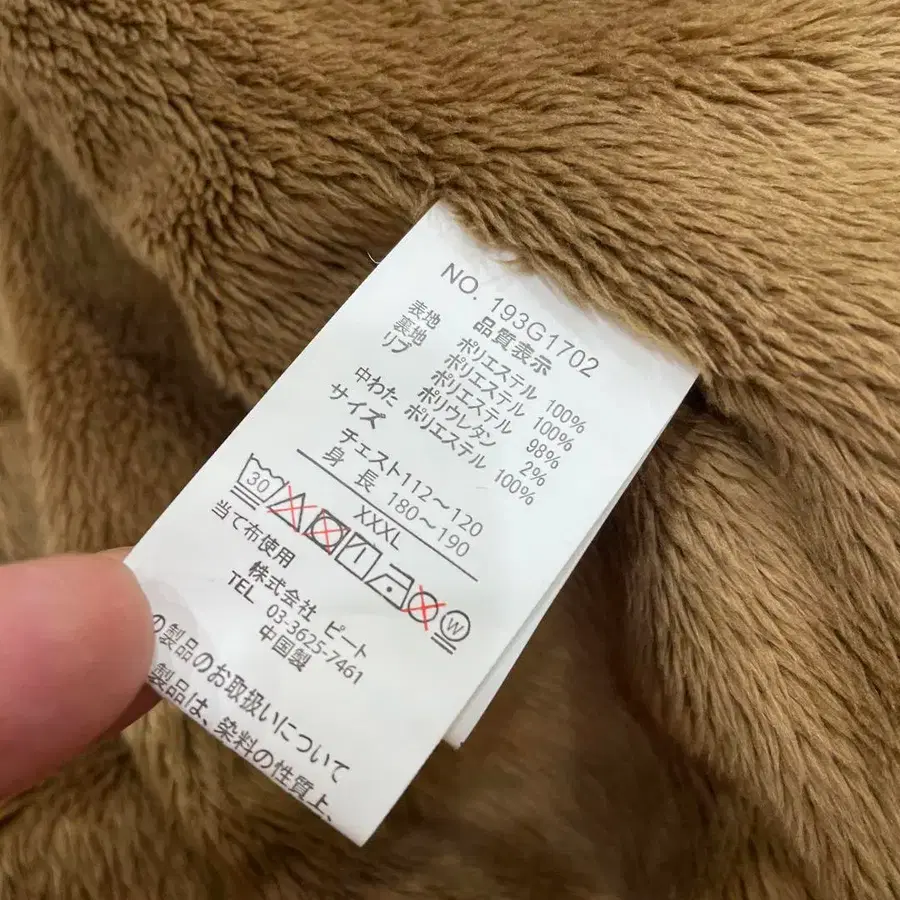 NO. 193G1702
品質表示
表地 ポリエステル 100%
裏地 ポリエステル 100%
リブ ポリエステル 98%
ポリウレタン 2%
中わた ポリエステル 100%
サイズ
チェスト112～120
身長 180～190
XXXL
30
W
当て布使用
株式会社 ピート
TEL 03-3625-7461
中国製
の製品のお取扱いについて
製品は、染料の性質上、